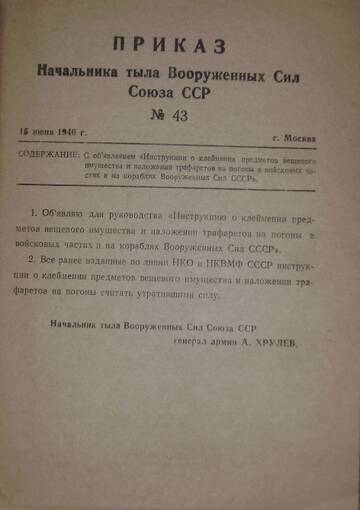 ПРИКАЗ
Начальника тыла Вооруженных Сил
Союза ССР
№ 43
15 июня 1946 г.
г. Москва
СОДЕРЖАНИЕ: С об'явлением «Инструкции о клеймении предметов вещевого
имущества и наложении трафаретов на погоны в войсковых ча-
стях и на кораблях Вооруженных Сил СССР».
1. Об'являю для руководства «Инструкцию о клеймении пред-
метов вещевого имущества и наложении трафаретов на погоны в
войсковых частях и на кораблях Вооруженных Сил СССР».
2. Все ранее изданные по линии НКО и НКВМФ СССР инструк-
ции о клеймении предметов вещевого имущества и наложении тра-
фаретов на погоны считать утратившими силу.
Начальник тыла Вооруженных Сил Союза ССР
генерал армии А. ХРУЛЕВ.